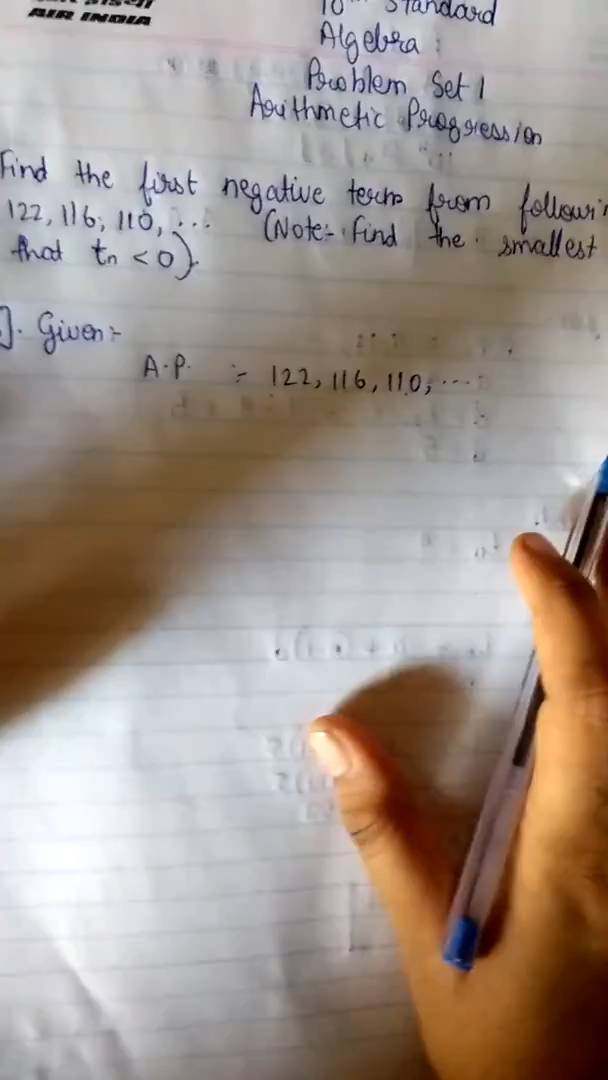 AIR INDIA
10th Standard
Algebra :
Problem Set 1
Arithmetic Progression
Find the first negative term from
122, 116, 110, ... (Note:- Find the smallest
that tn < 0).
]. Given :-
A.P. :- 122, 116, 110, ...